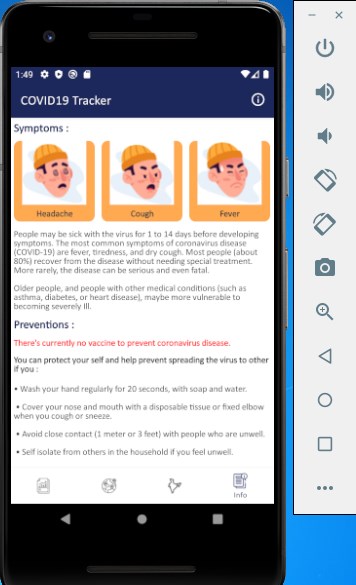 1:49
COVID19 Tracker
Symptoms :
Headache
Cough
Fever
People may be sick with the virus for 1 to 14 days before developing
symptoms. The most common symptoms of coronavirus disease
(COVID-19) are fever, tiredness, and dry cough. Most people (about
80%) recover from the disease without needing special treatment.
More rarely, the disease can be serious and even fatal.
Older people, and people with other medical conditions (such as
asthma, diabetes, or heart disease), maybe more vulnerable to
becoming severely Ill.
Preventions :
There's currently no vaccine to prevent coronavirus disease.
You can protect your self and help prevent spreading the virus to other
if you :
• Wash your hand regularly for 20 seconds, with soap and water.
• Cover your nose and mouth with a disposable tissue or fixed elbow
when you cough or sneeze.
• Avoid close contact (1 meter or 3 feet) with people who are unwell.
• Self isolate from others in the household if you feel unwell.
Info